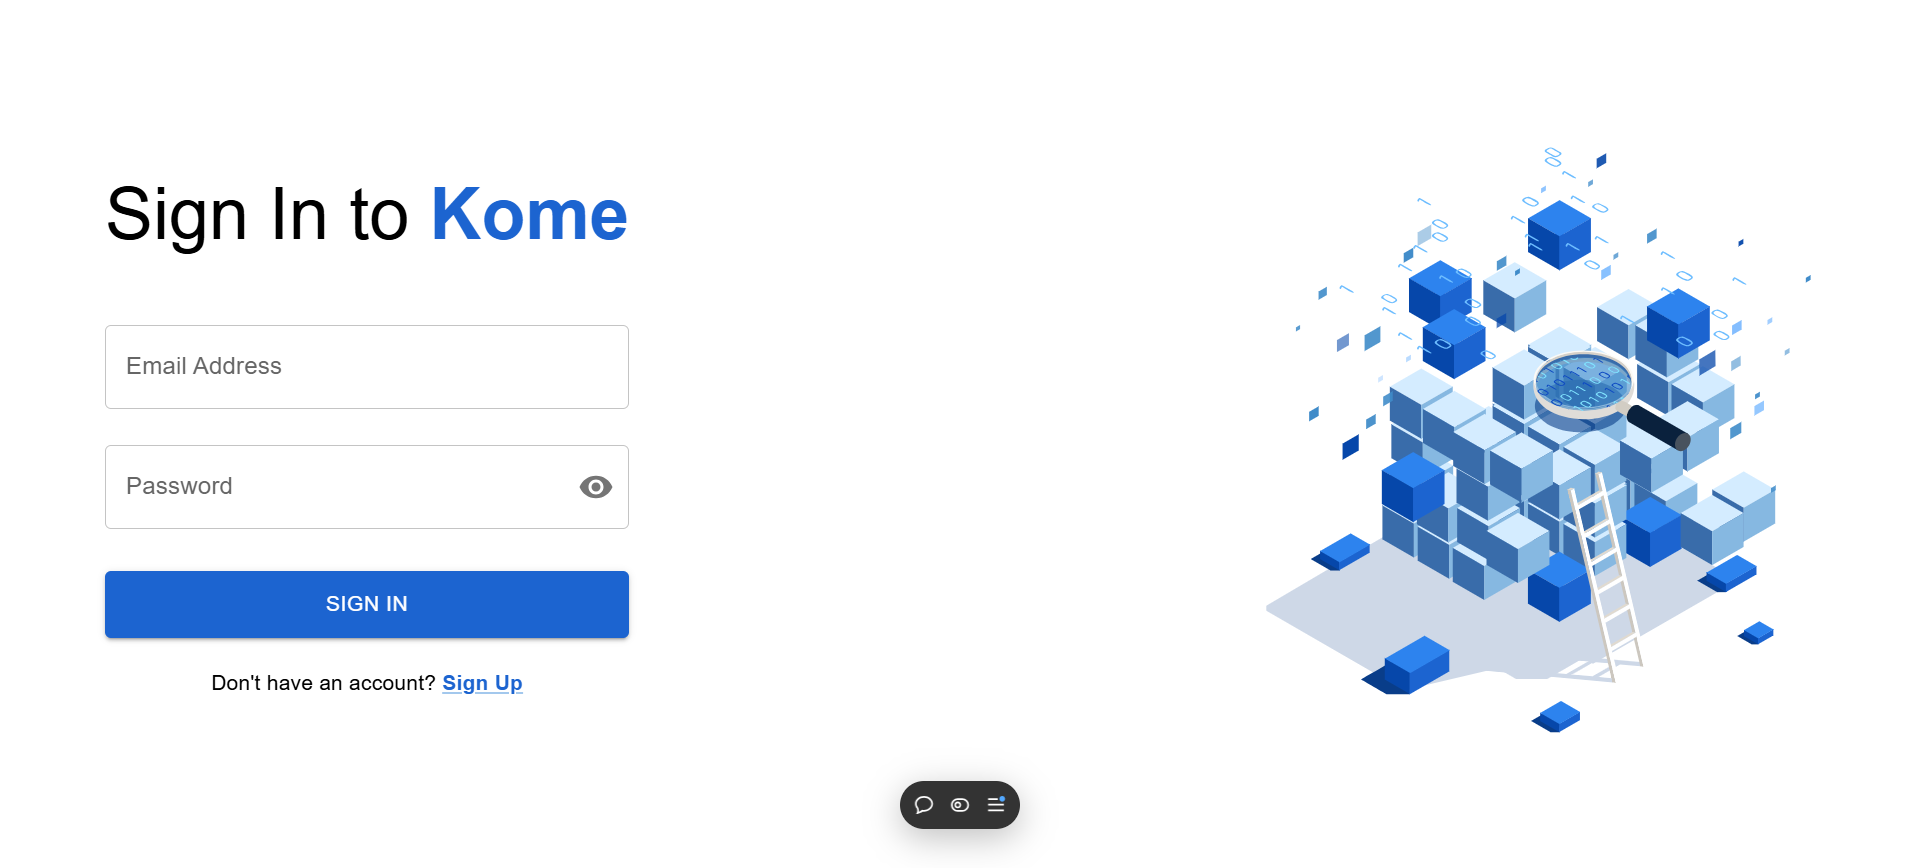 Sign In to Kome
Email Address
Password
SIGN IN
Don't have an account? Sign Up